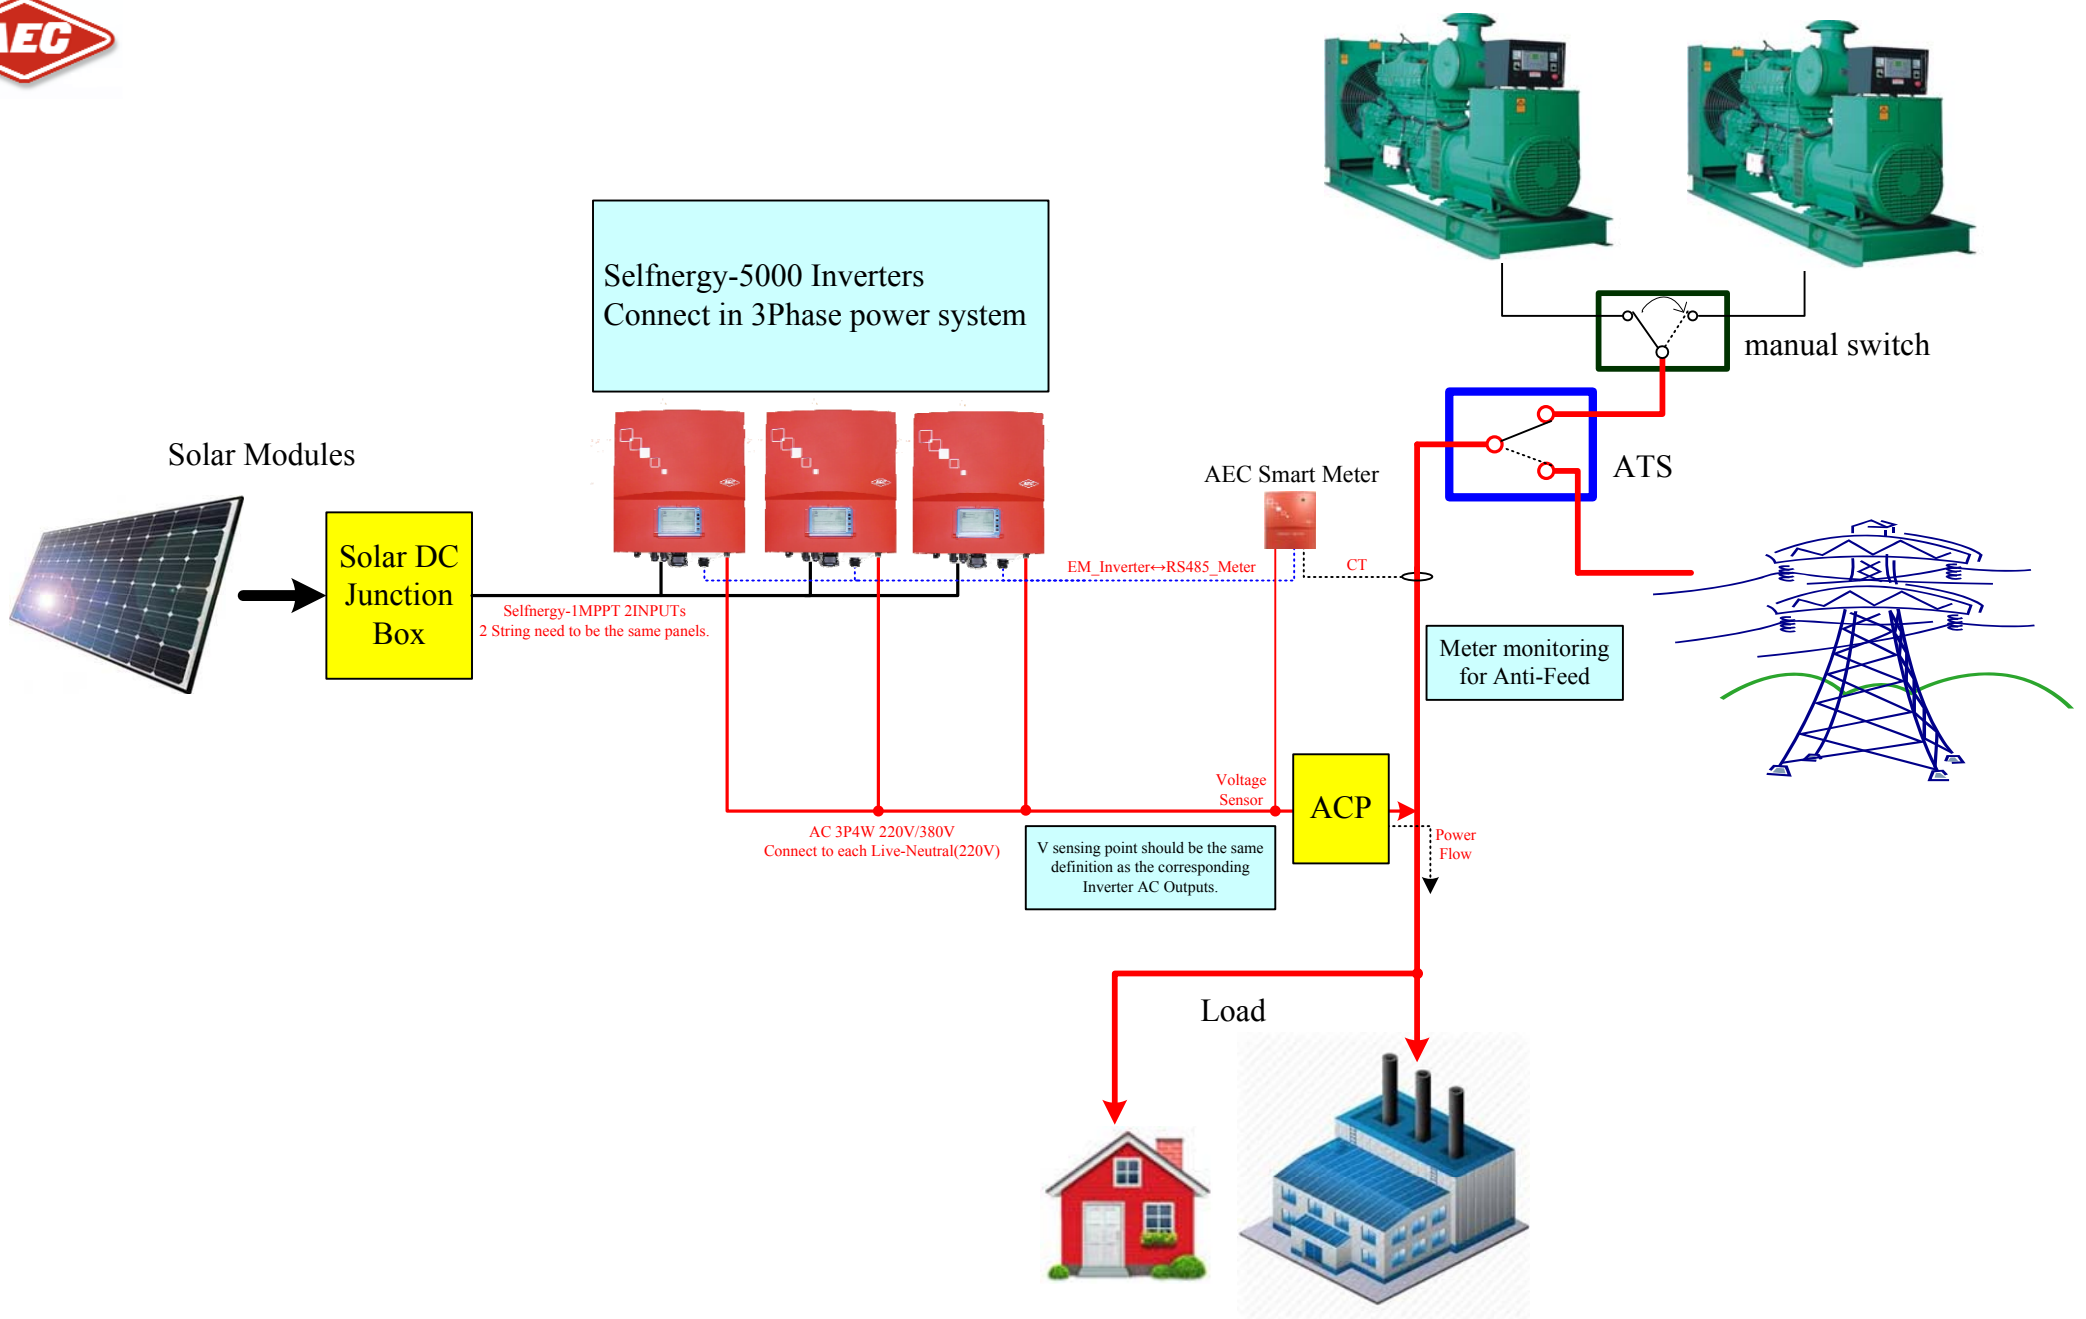 AEC
Selfnergy-5000 Inverters
Connect in 3Phase power system
manual switch
ATS
Solar Modules
AEC Smart Meter
Solar DC
Junction
Box
EM_Inverter↔RS485_Meter
CT
Selfnergy-1MPPT 2INPUTs
2 String need to be the same panels.
Meter monitoring
for Anti-Feed
Voltage
Sensor
ACP
AC 3P4W 220V/380V
Connect to each Live-Neutral(220V)
V sensing point should be the same
definition as the corresponding
Inverter AC Outputs.
Power
Flow
Load